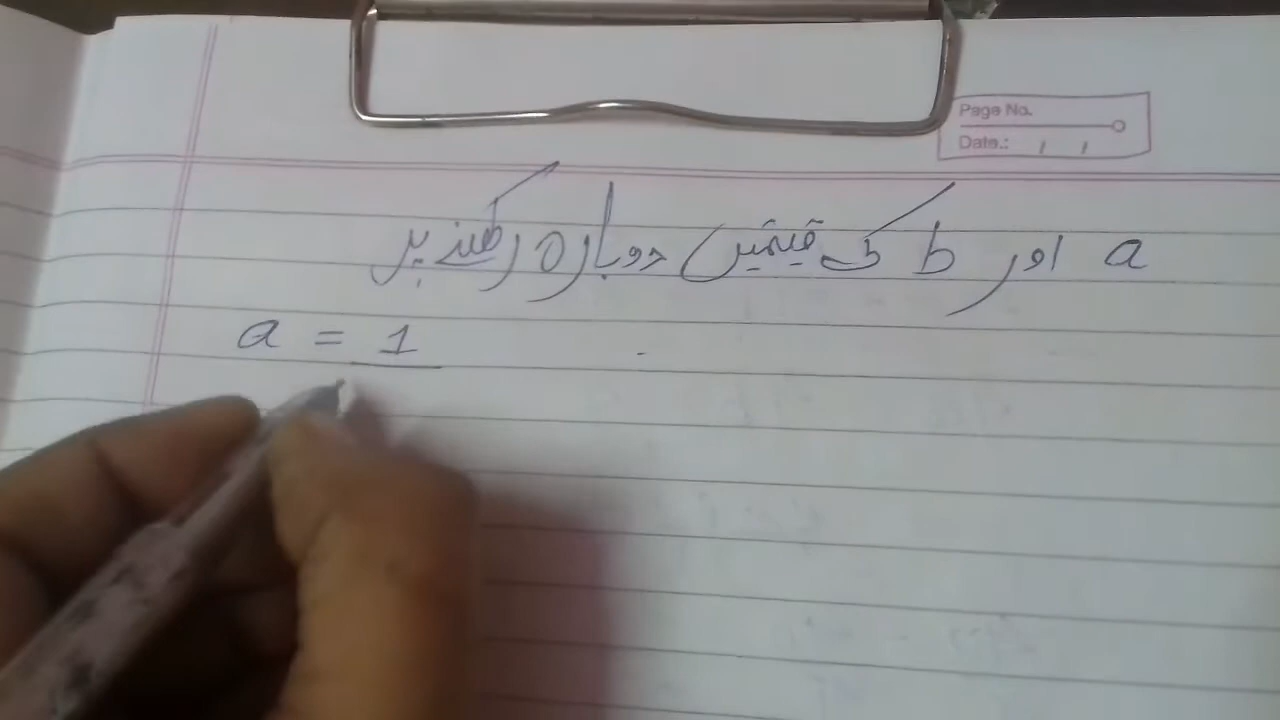 Page No.
Date.: / /
a اور b کی قیمتیں دوبارہ رکھنے پر
a = 1